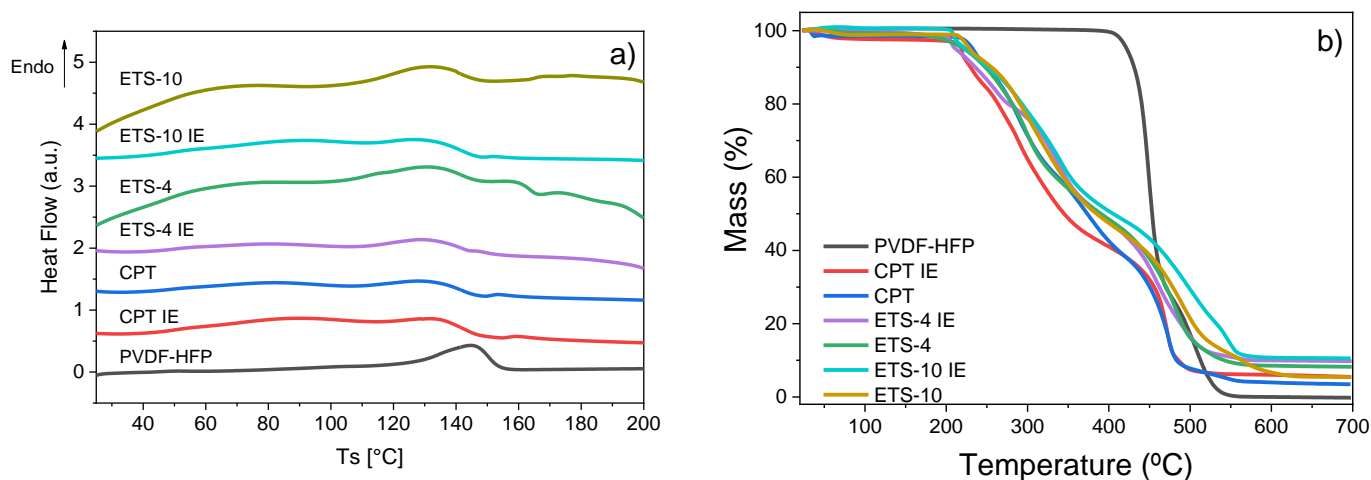 a)
Endo
5
4
3
2
1
0
Heat Flow (a.u.)
ETS-10
ETS-10 IE
ETS-4
ETS-4 IE
CPT
CPT IE
PVDF-HFP
40 60 80 100 120 140 160 180 200
Ts [°C]
b)
100
80
60
40
20
0
Mass (%)
PVDF-HFP
CPT IE
CPT
ETS-4 IE
ETS-4
ETS-10 IE
ETS-10
100 200 300 400 500 600 700
Temperature (ºC)